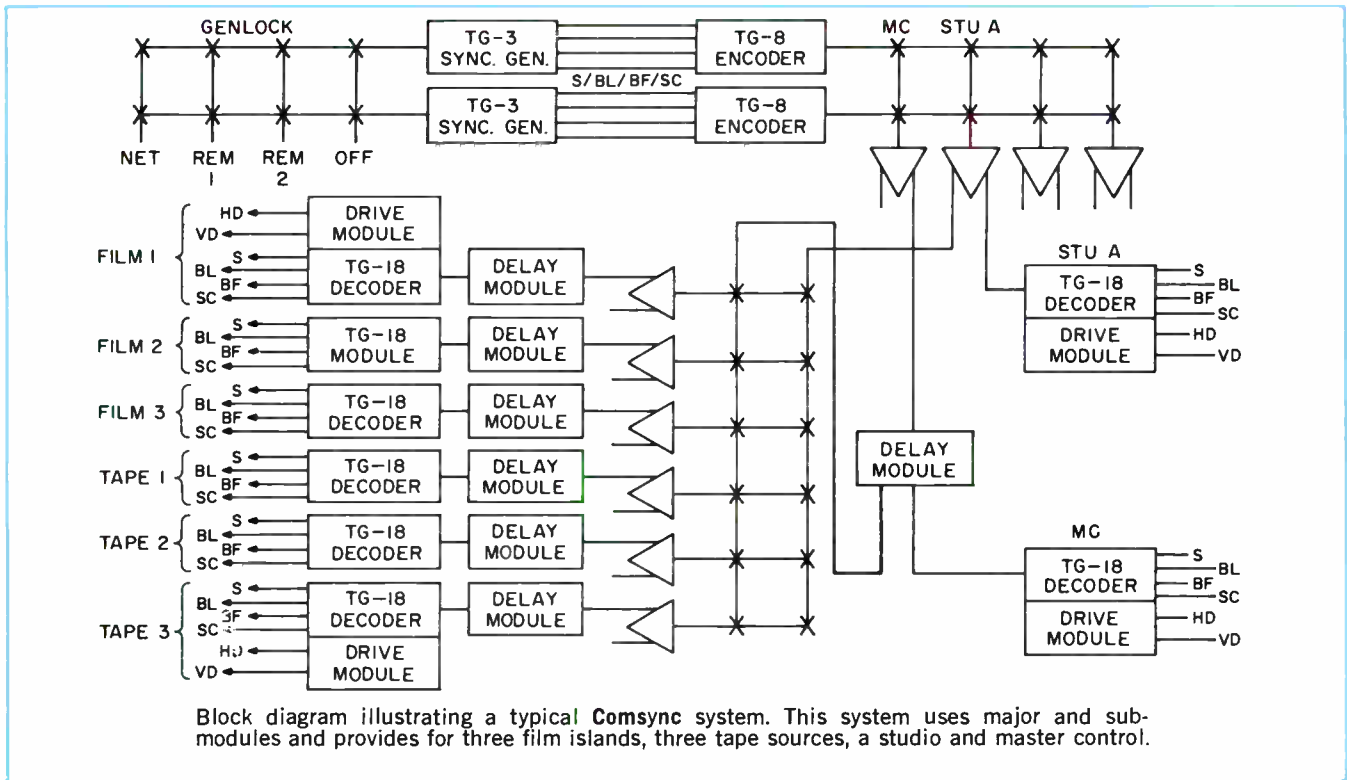 GENLOCK
TG-3
SYNC. GEN.
TG-8
ENCODER
MC
STU A
S/BL/BF/SC
TG-3
SYNC. GEN.
TG-8
ENCODER
NET
REM
1
REM
2
OFF
FILM 1
HD
VD
S
BL
BF
SC
DRIVE
MODULE
TG-18
DECODER
DELAY
MODULE
FILM 2
S
BL
BF
SC
TG-18
MODULE
DELAY
MODULE
FILM 3
S
BL
BF
SC
TG-18
DECODER
DELAY
MODULE
TAPE 1
S
BL
BF
SC
TG-18
DECODER
DELAY
MODULE
TAPE 2
S
BL
BF
SC
TG-18
DECODER
DELAY
MODULE
TAPE 3
S
BL
BF
SC
HD
VD
TG-18
DECODER
DRIVE
MODULE
DELAY
MODULE
STU A
TG-18
DECODER
DRIVE
MODULE
S
BL
BF
SC
HD
VD
DELAY
MODULE
MC
TG-18
DECODER
DRIVE
MODULE
S
BL
BF
SC
HD
VD
Block diagram illustrating a typical Comsync system. This system uses major and sub-
modules and provides for three film islands, three tape sources, a studio and master control.